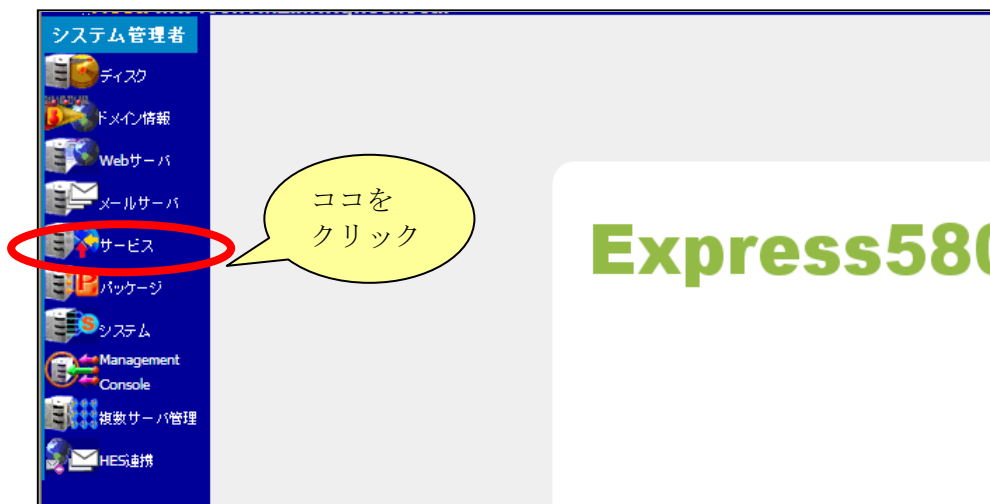 システム管理者
ディスク
ドメイン情報
Webサーバ
メールサーバ
サービス
パッケージ
システム
Management
Console
複数サーバ管理
HES連携
ココを
クリック
Express580